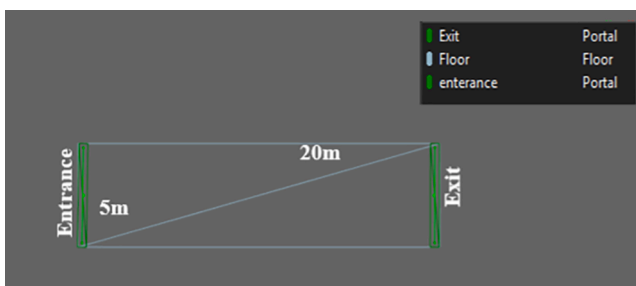 Exit Portal
Floor Floor
enterance Portal
20m
Entrance
5m
Exit